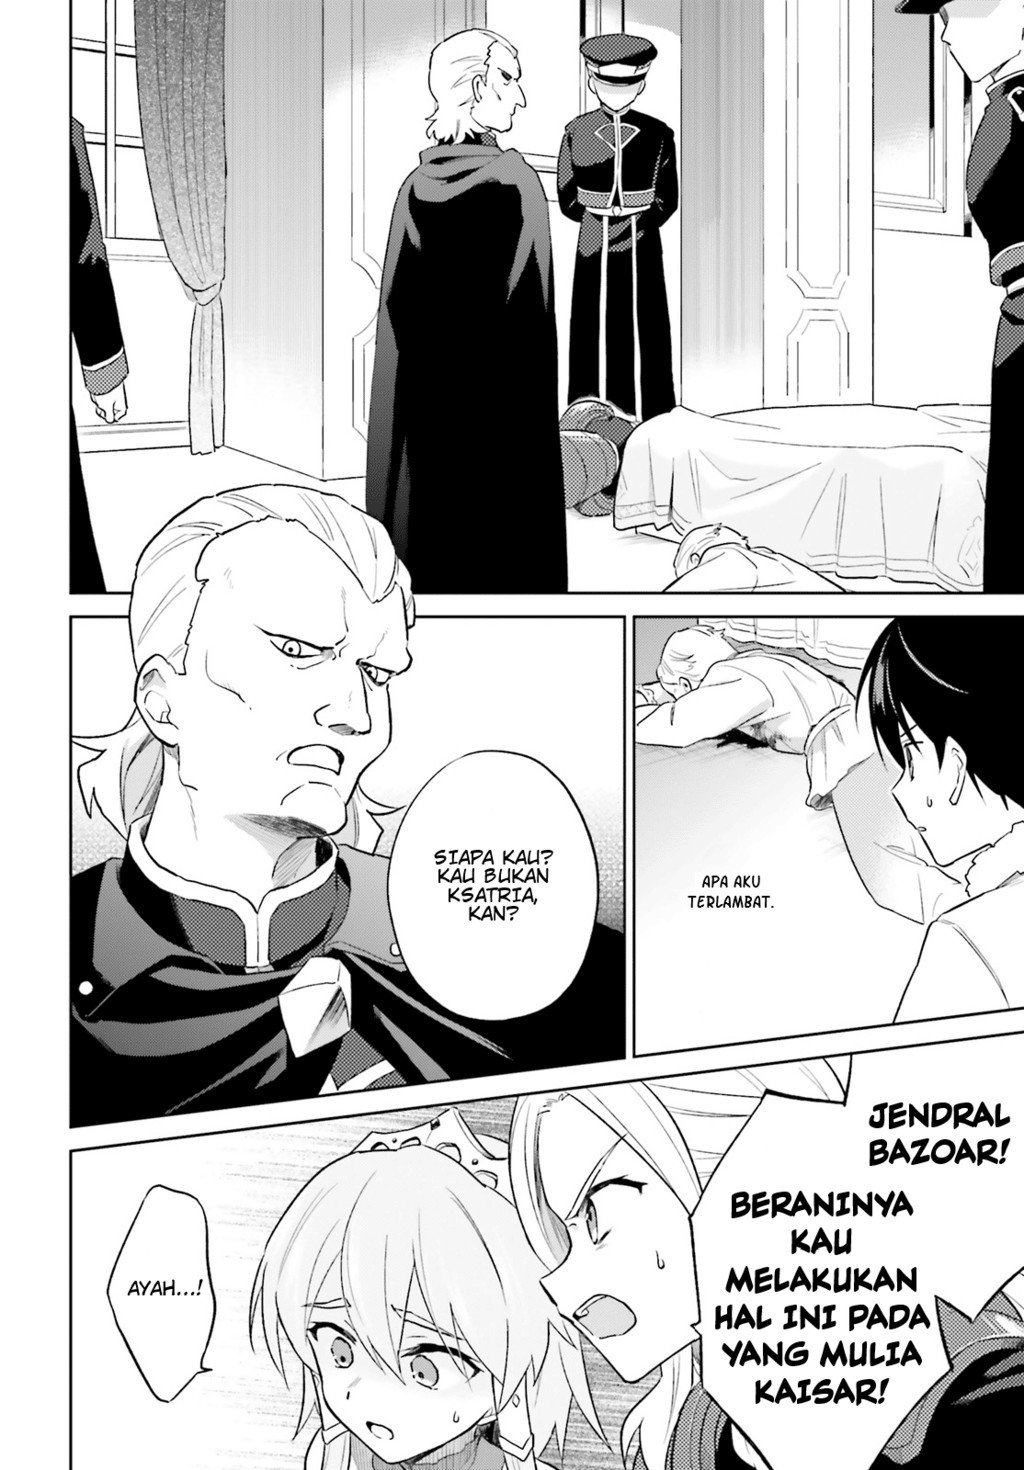 APA AKU
TERLAMBAT.
SIAPA KAU?
KAU BUKAN
KSATRIA,
KAN?
JENDRAL
BAZOAR!
BERANINYA
KAU
MELAKUKAN
HAL INI PADA
YANG MULIA
KAISAR!
AYAH...!